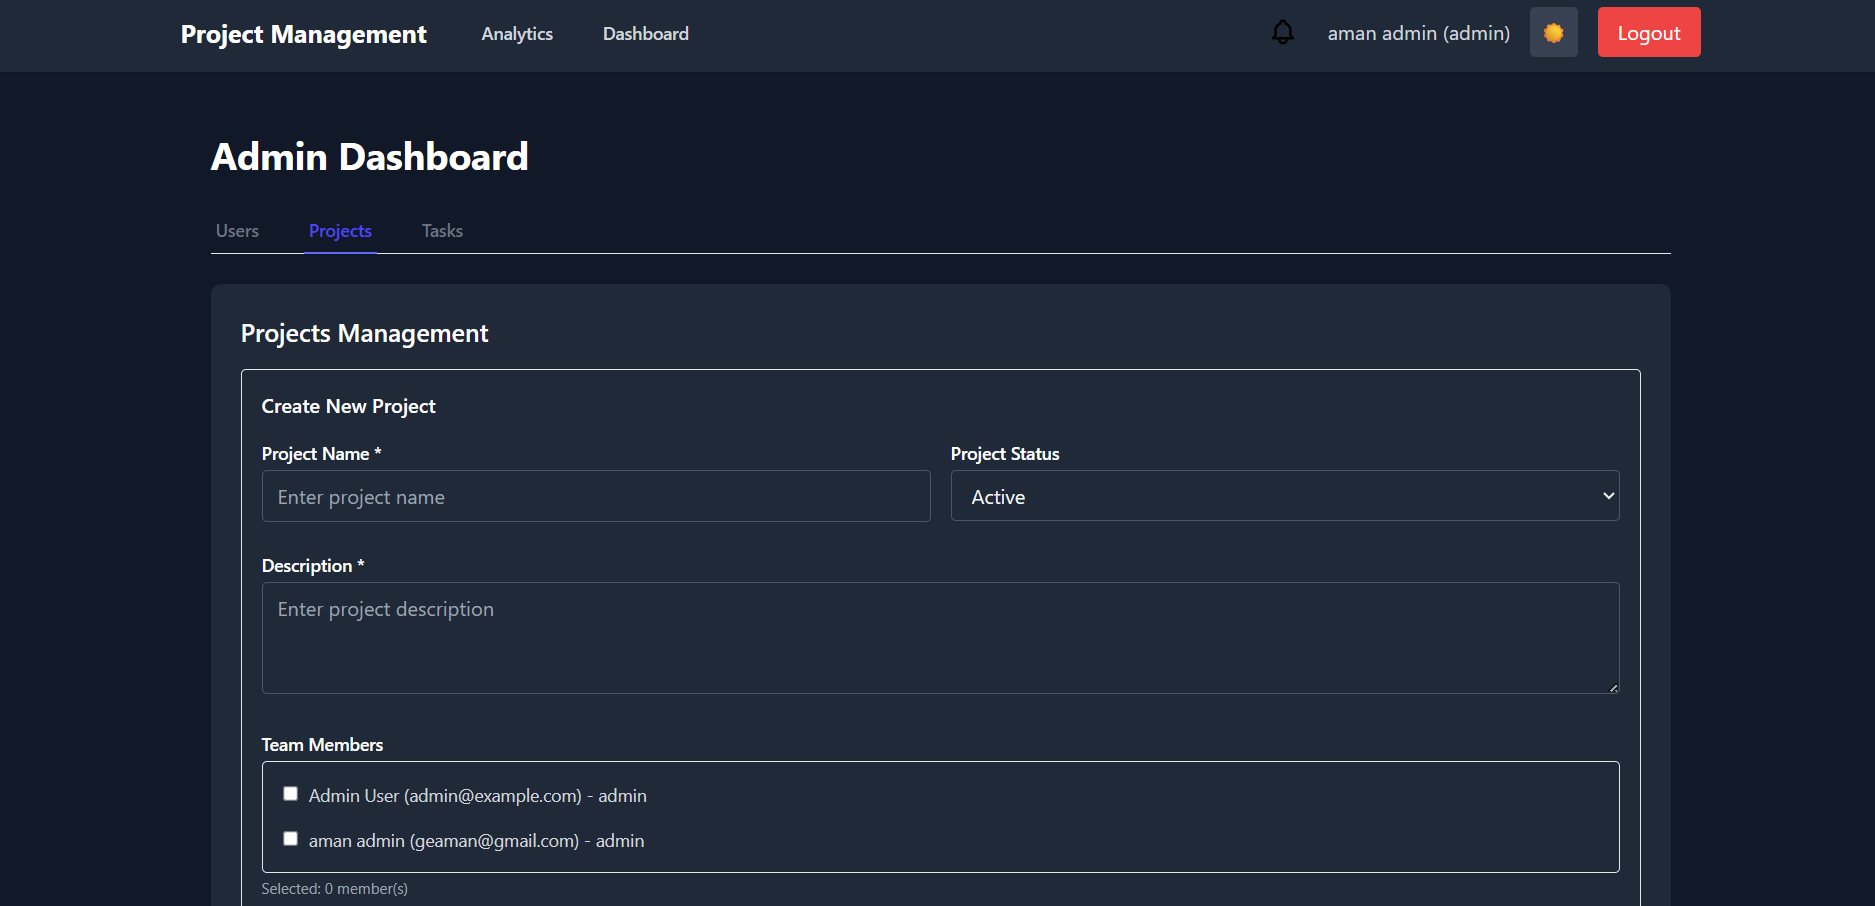 Project Management Analytics Dashboard aman admin (admin) Logout
Admin Dashboard
Users Projects Tasks
Projects Management
Create New Project
Project Name * Project Status
Enter project name Active
Description *
Enter project description
Team Members
Admin User (admin@example.com) - admin
aman admin (geaman@gmail.com) - admin
Selected: 0 member(s)